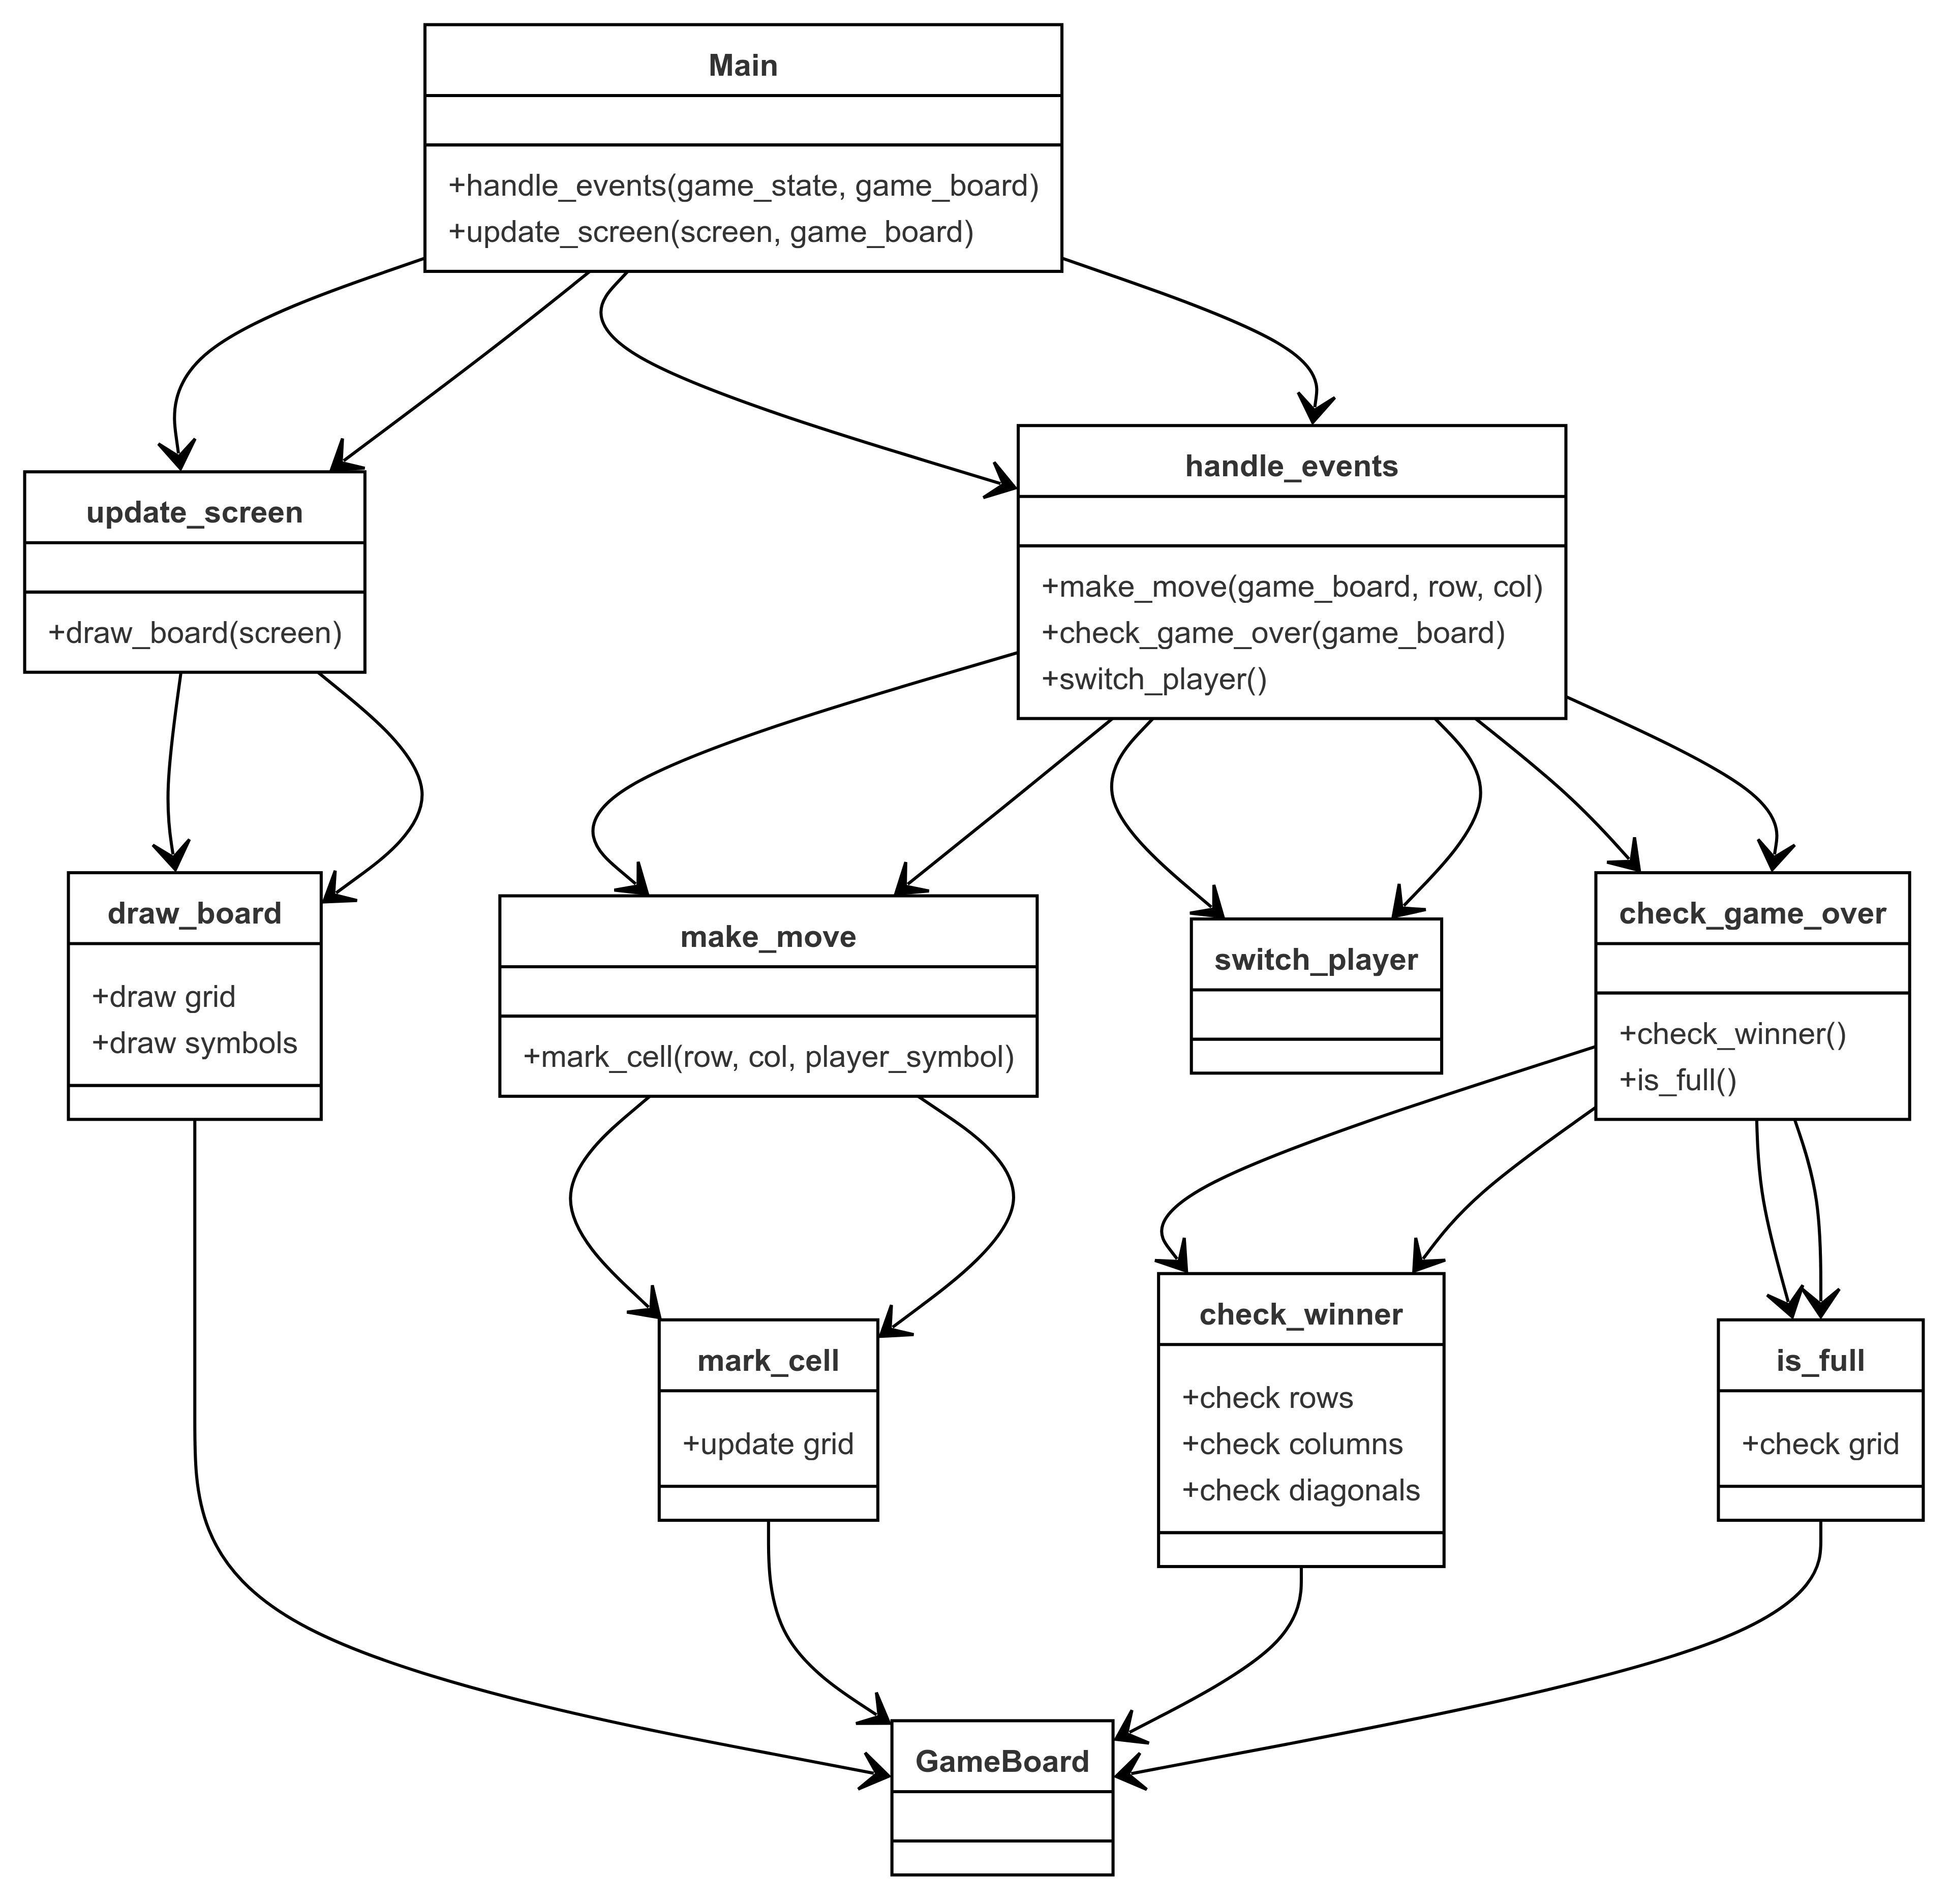 Main
+handle_events(game_state, game_board)
+update_screen(screen, game_board)
update_screen
+draw_board(screen)
handle_events
+make_move(game_board, row, col)
+check_game_over(game_board)
+switch_player()
draw_board
+draw grid
+draw symbols
make_move
+mark_cell(row, col, player_symbol)
switch_player
check_game_over
+check_winner()
+is_full()
mark_cell
+update grid
check_winner
+check rows
+check columns
+check diagonals
is_full
+check grid
GameBoard